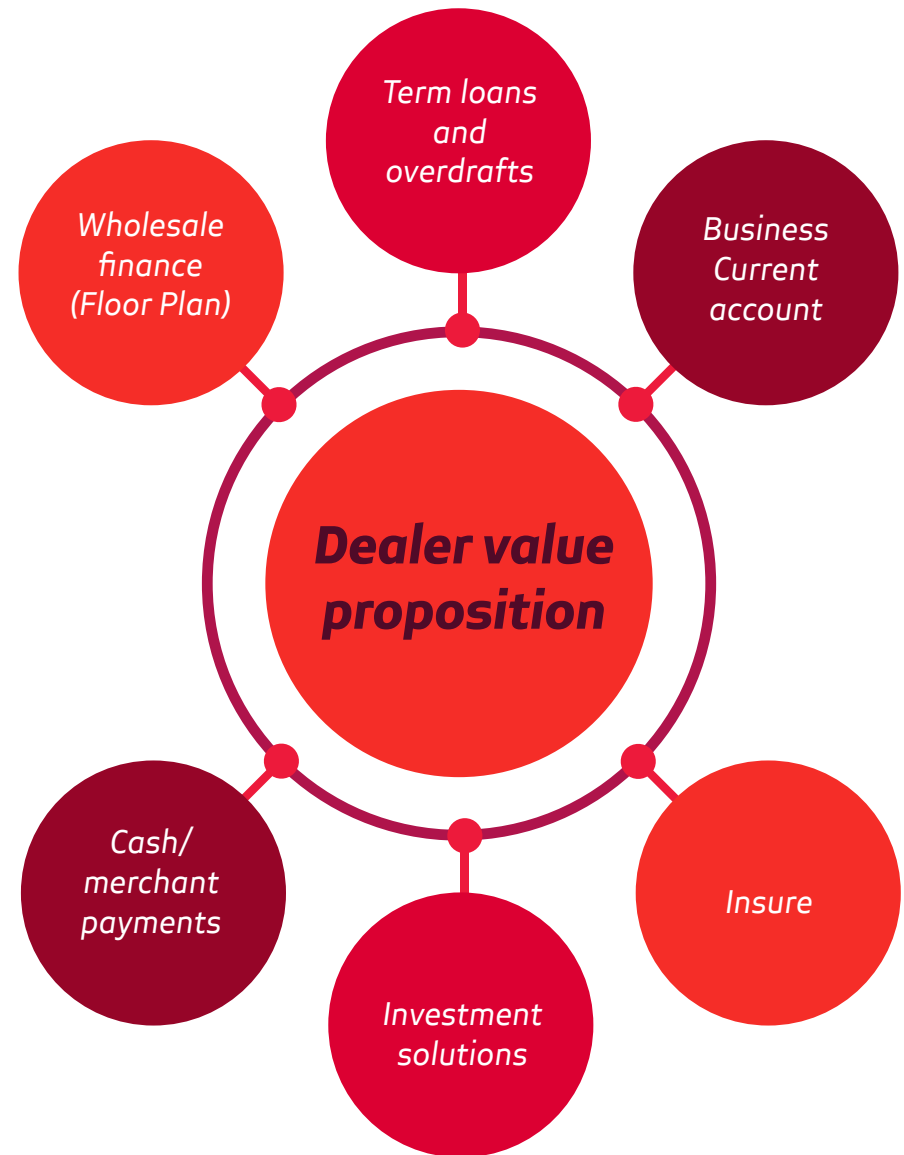 Term loans
and
overdrafts
Wholesale
finance
(Floor Plan)
Business
Current
account
Dealer value
proposition
Cash/
merchant
payments
Insure
Investment
solutions